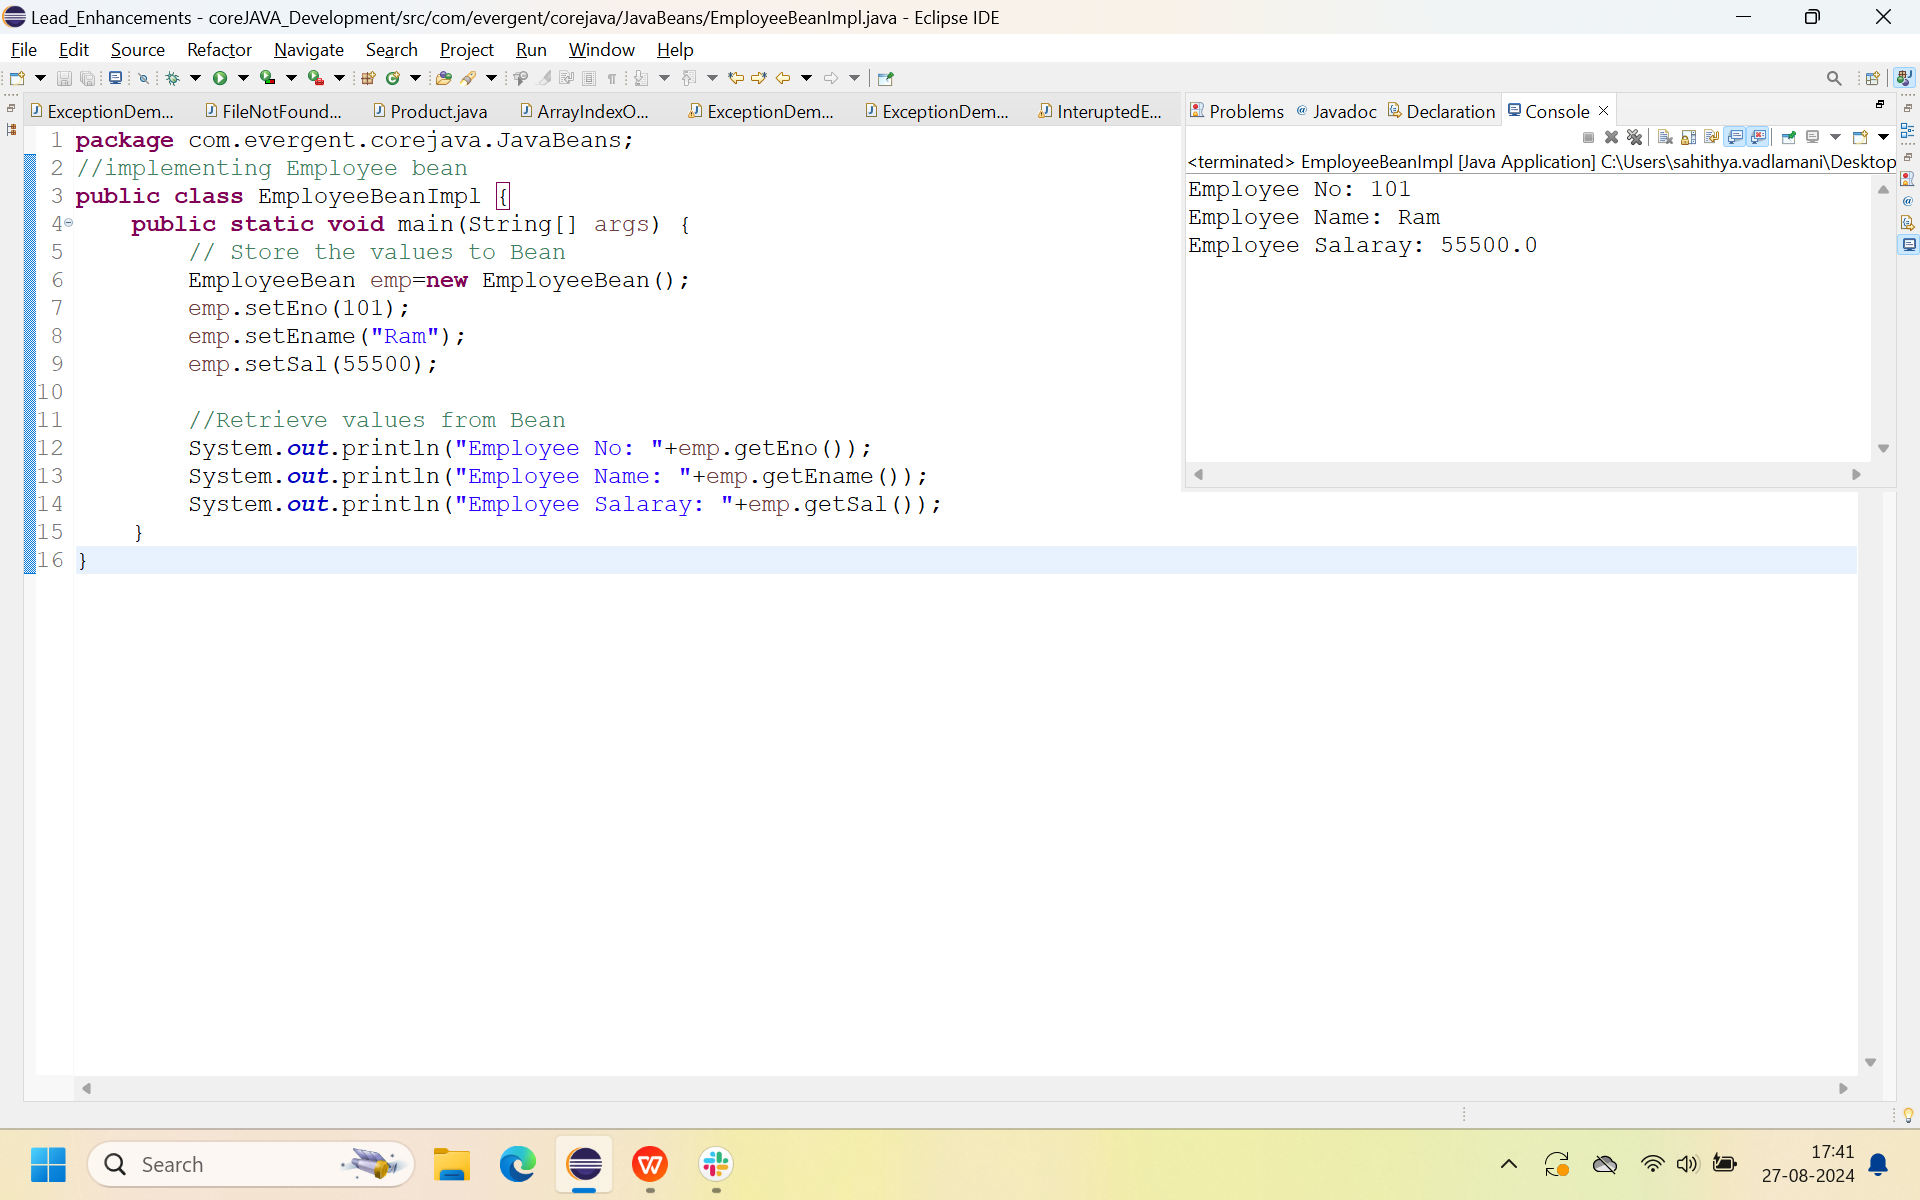 Lead_Enhancements - coreJAVA_Development/src/com/evergent/corejava/JavaBeans/EmployeeBeanImpl.java - Eclipse IDE
File Edit Source Refactor Navigate Search Project Run Window Help
ExceptionDem... FileNotFound... Product.java ArrayIndexO... ExceptionDem... ExceptionDem... InteruptedE...
1 package com.evergent.corejava.JavaBeans;
2 //implementing Employee bean
3 public class EmployeeBeanImpl {
4 public static void main(String[] args) {
5 // Store the values to Bean
6 EmployeeBean emp=new EmployeeBean();
7 emp.setEno(101);
8 emp.setEname("Ram");
9 emp.setSal(55500);
10
11 //Retrieve values from Bean
12 System.out.println("Employee No: "+emp.getEno());
13 System.out.println("Employee Name: "+emp.getEname());
14 System.out.println("Employee Salaray: "+emp.getSal());
15 }
16 }
Problems Javadoc Declaration Console
<terminated> EmployeeBeanImpl [Java Application] C:\Users\sahithya.vadlamani\Desktop
Employee No: 101
Employee Name: Ram
Employee Salaray: 55500.0
Search
17:41
27-08-2024